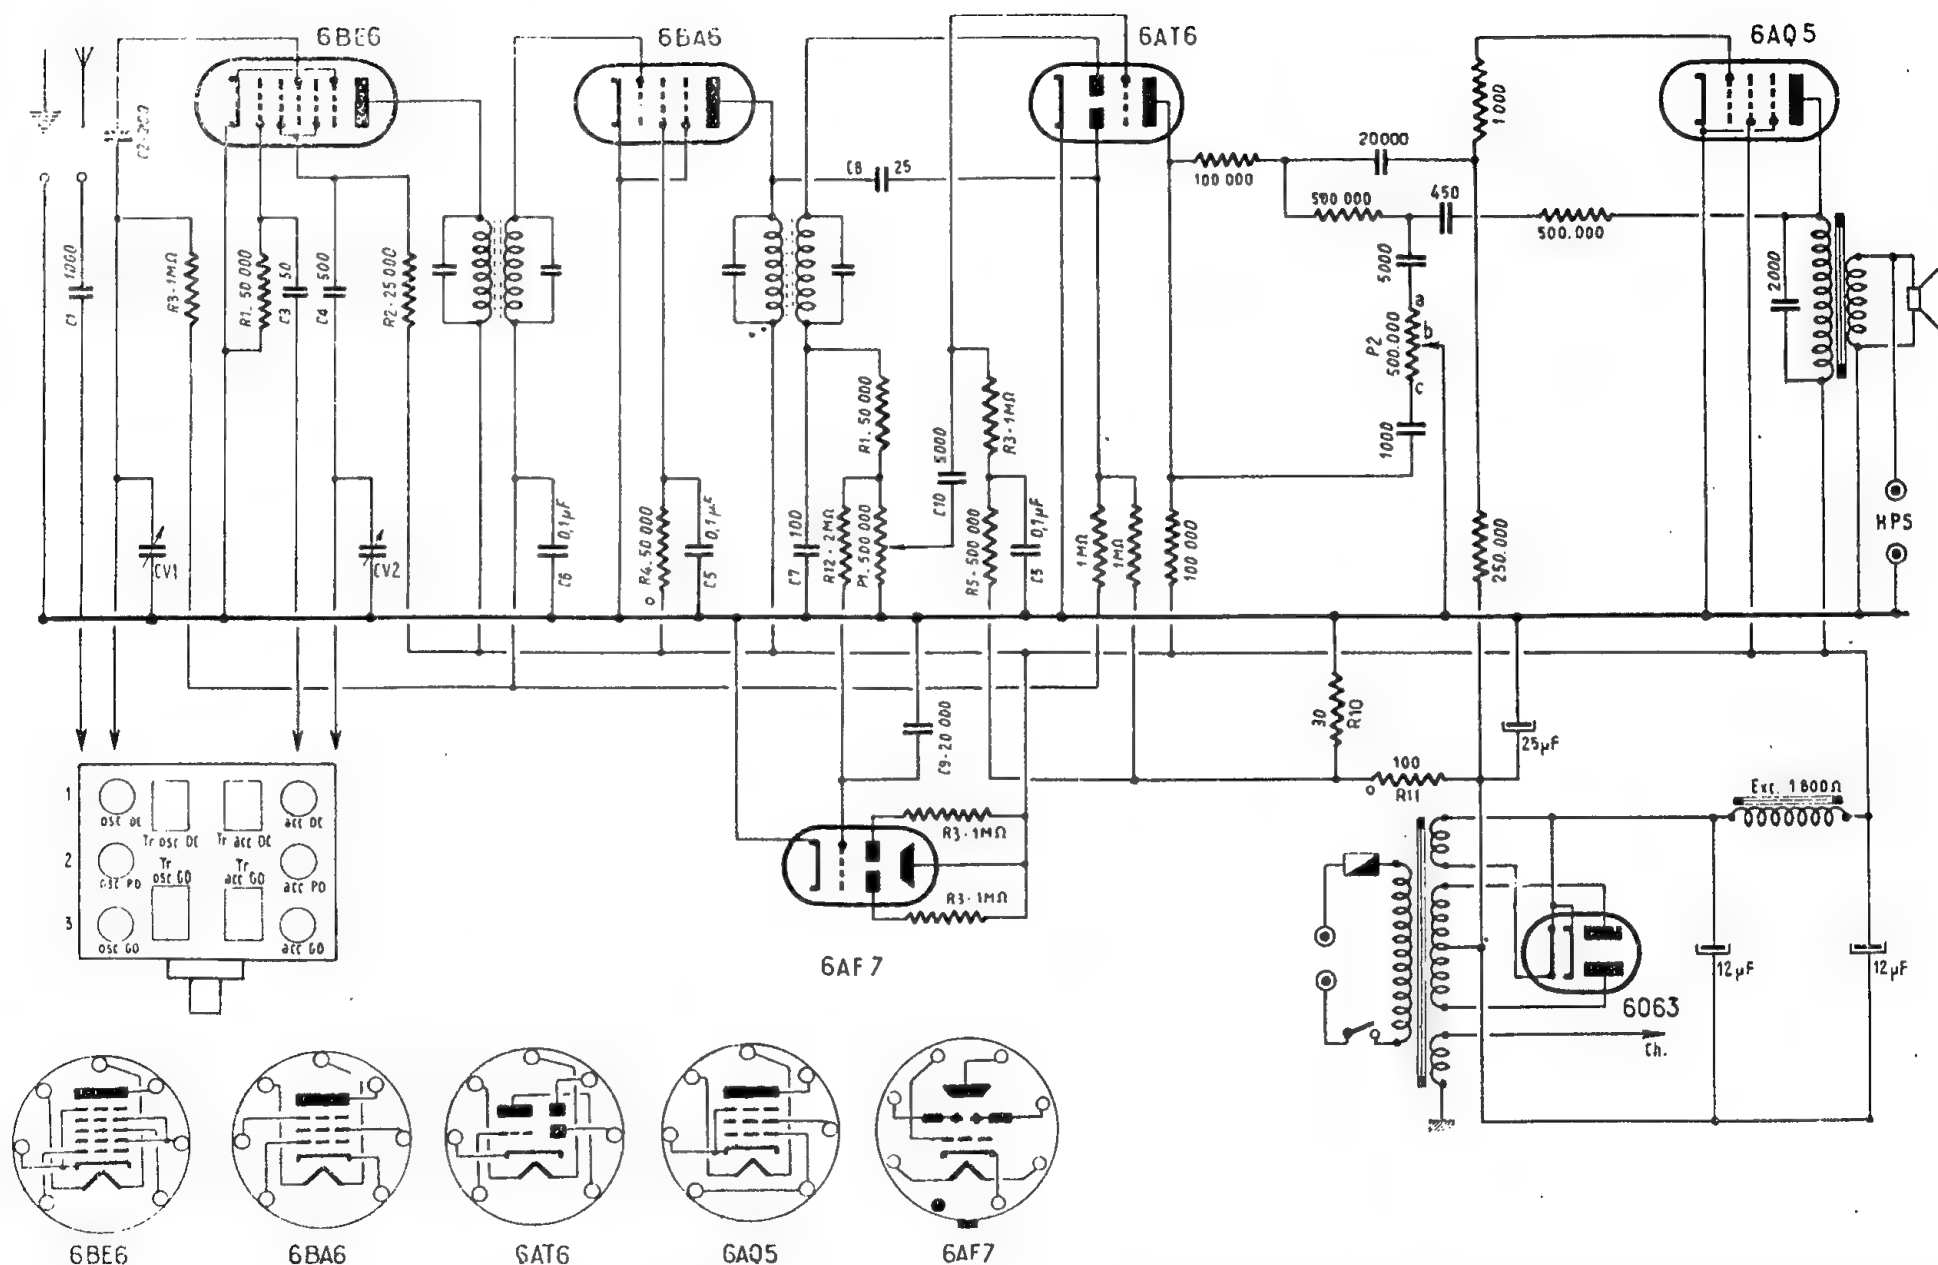 6BE6
6BA6
6AT6
6AQ5
C2-200
C1 1000
R3-1MΩ
R1. 50 000
C3 50
C4 500
R2-25 000
C8 25
100 000
20000
1000
500 000
450
500.000
5000
a
b
c
P2
500.000
1000
2000
HPS
CV1
CV2
C6 0,1µF
R4. 50 000
C5 0,1µF
C7 100
R1. 50 000
R12-2MΩ
P1. 500 000
C10 5000
R3-1MΩ
R5-500 000
C5 0,1µF
1MΩ
1MΩ
100 000
250.000
C9-20 000
30
R10
100
R11
25µF
R3-1MΩ
R3-1MΩ
6AF7
Exc. 1800Ω
12µF
12µF
6063
Ch.
1
2
3
osc OC
Tr osc OC
Tr acc OC
acc OC
osc PO
Tr
osc GO
Tr
acc GO
acc PO
osc GO
acc GO
6BE6
6BA6
6AT6
6AQ5
6AF7